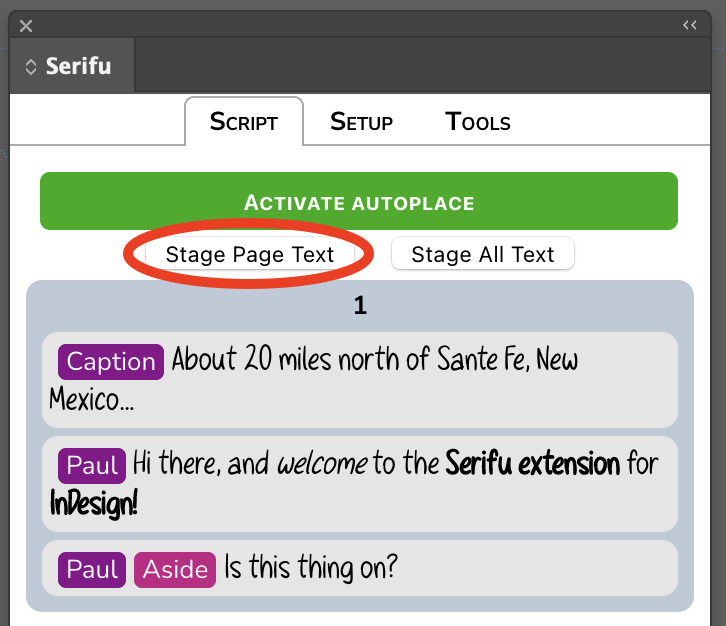 Serifu
Script Setup Tools
Activate autoplace
Stage Page Text Stage All Text
1
Caption About 20 miles north of Sante Fe, New
Mexico...
Paul Hi there, and welcome to the Serifu extension for
InDesign!
Paul Aside Is this thing on?